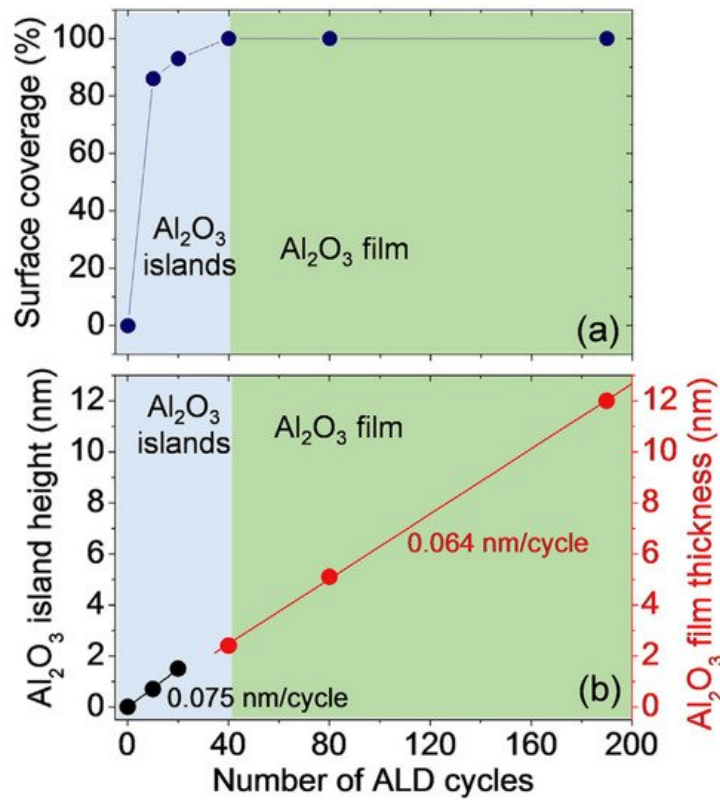 Surface coverage (%)
100
80
60
40
20
0
Al₂O₃
islands
Al₂O₃ film
(a)
Al₂O₃ island height (nm)
12
10
8
6
4
2
0
Al₂O₃
islands
Al₂O₃ film
0.064 nm/cycle
0.075 nm/cycle
(b)
12
10
8
6
4
2
0
Al₂O₃ film thickness (nm)
0 40 80 120 160 200
Number of ALD cycles